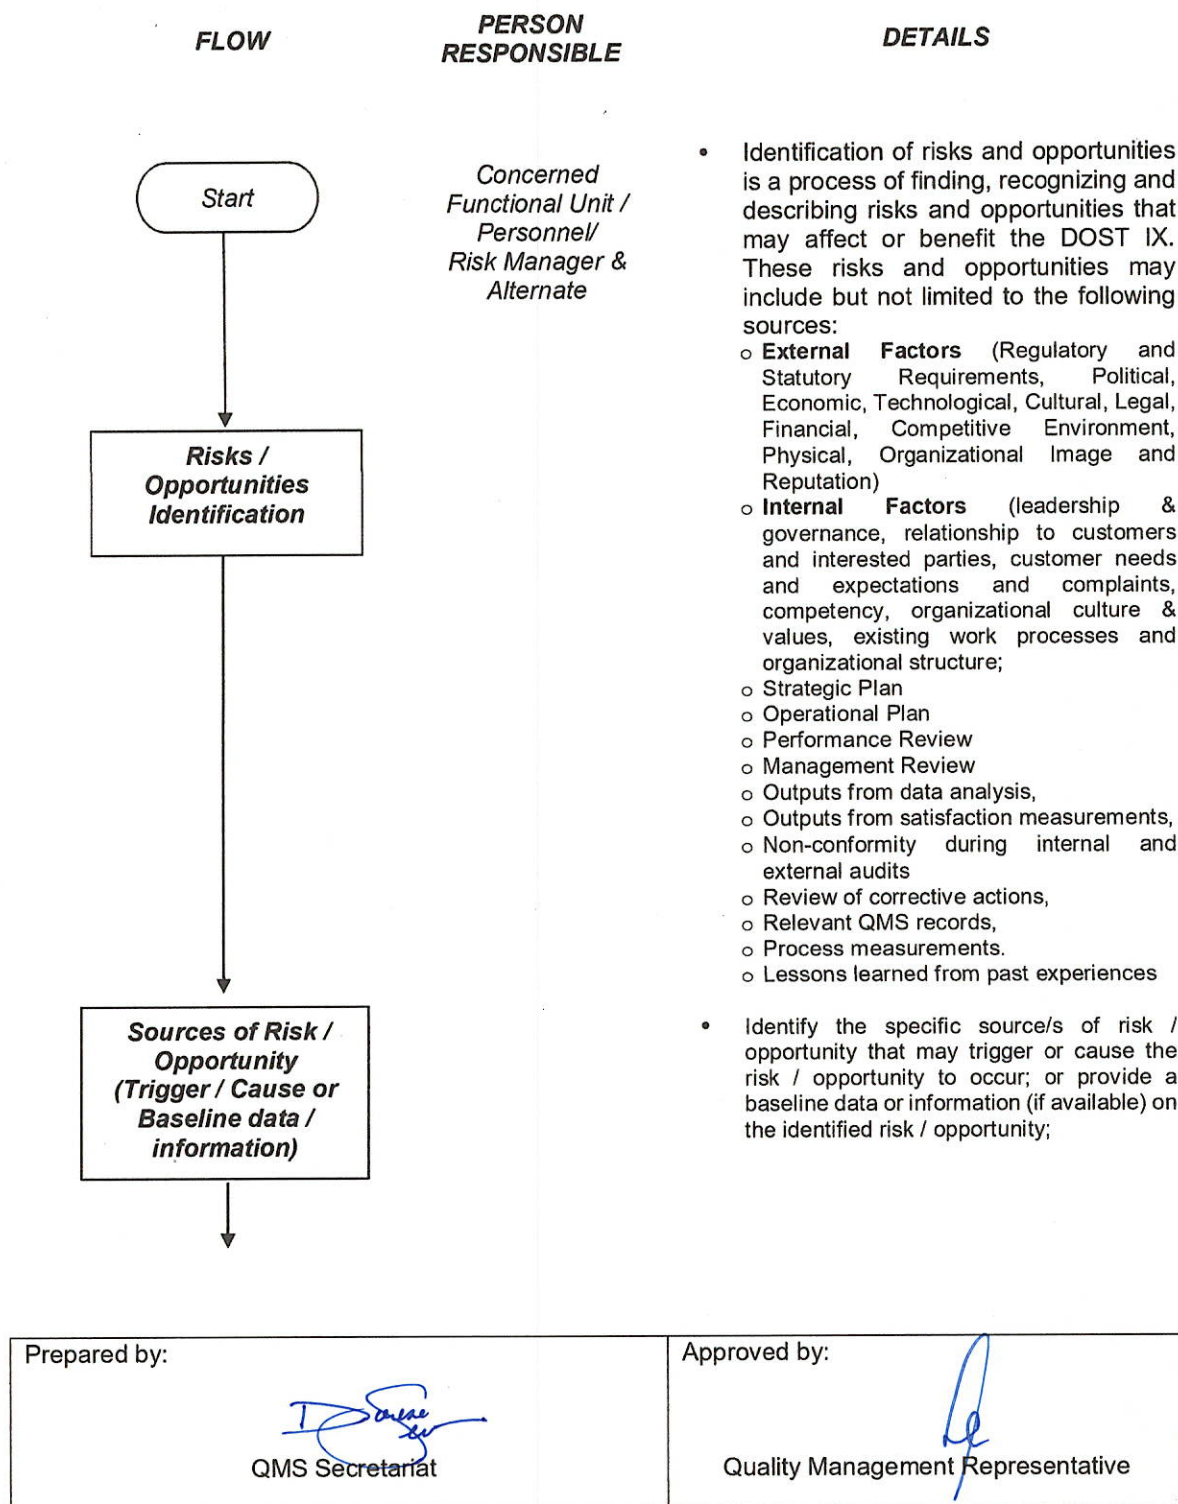 FLOW
PERSON
RESPONSIBLE
DETAILS
Start
Concerned
Functional Unit /
Personnel/
Risk Manager &
Alternate
• Identification of risks and opportunities
is a process of finding, recognizing and
describing risks and opportunities that
may affect or benefit the DOST IX.
These risks and opportunities may
include but not limited to the following
sources:
o External Factors (Regulatory and
Statutory Requirements, Political,
Economic, Technological, Cultural, Legal,
Financial, Competitive Environment,
Physical, Organizational Image and
Reputation)
o Internal Factors (leadership &
governance, relationship to customers
and interested parties, customer needs
and expectations and complaints,
competency, organizational culture &
values, existing work processes and
organizational structure;
o Strategic Plan
o Operational Plan
o Performance Review
o Management Review
o Outputs from data analysis,
o Outputs from satisfaction measurements,
o Non-conformity during internal and
external audits
o Review of corrective actions,
o Relevant QMS records,
o Process measurements.
o Lessons learned from past experiences
Risks /
Opportunities
Identification
Sources of Risk /
Opportunity
(Trigger / Cause or
Baseline data /
information)
• Identify the specific source/s of risk /
opportunity that may trigger or cause the
risk / opportunity to occur; or provide a
baseline data or information (if available) on
the identified risk / opportunity;
Prepared by:
QMS Secretariat
Approved by:
Quality Management Representative